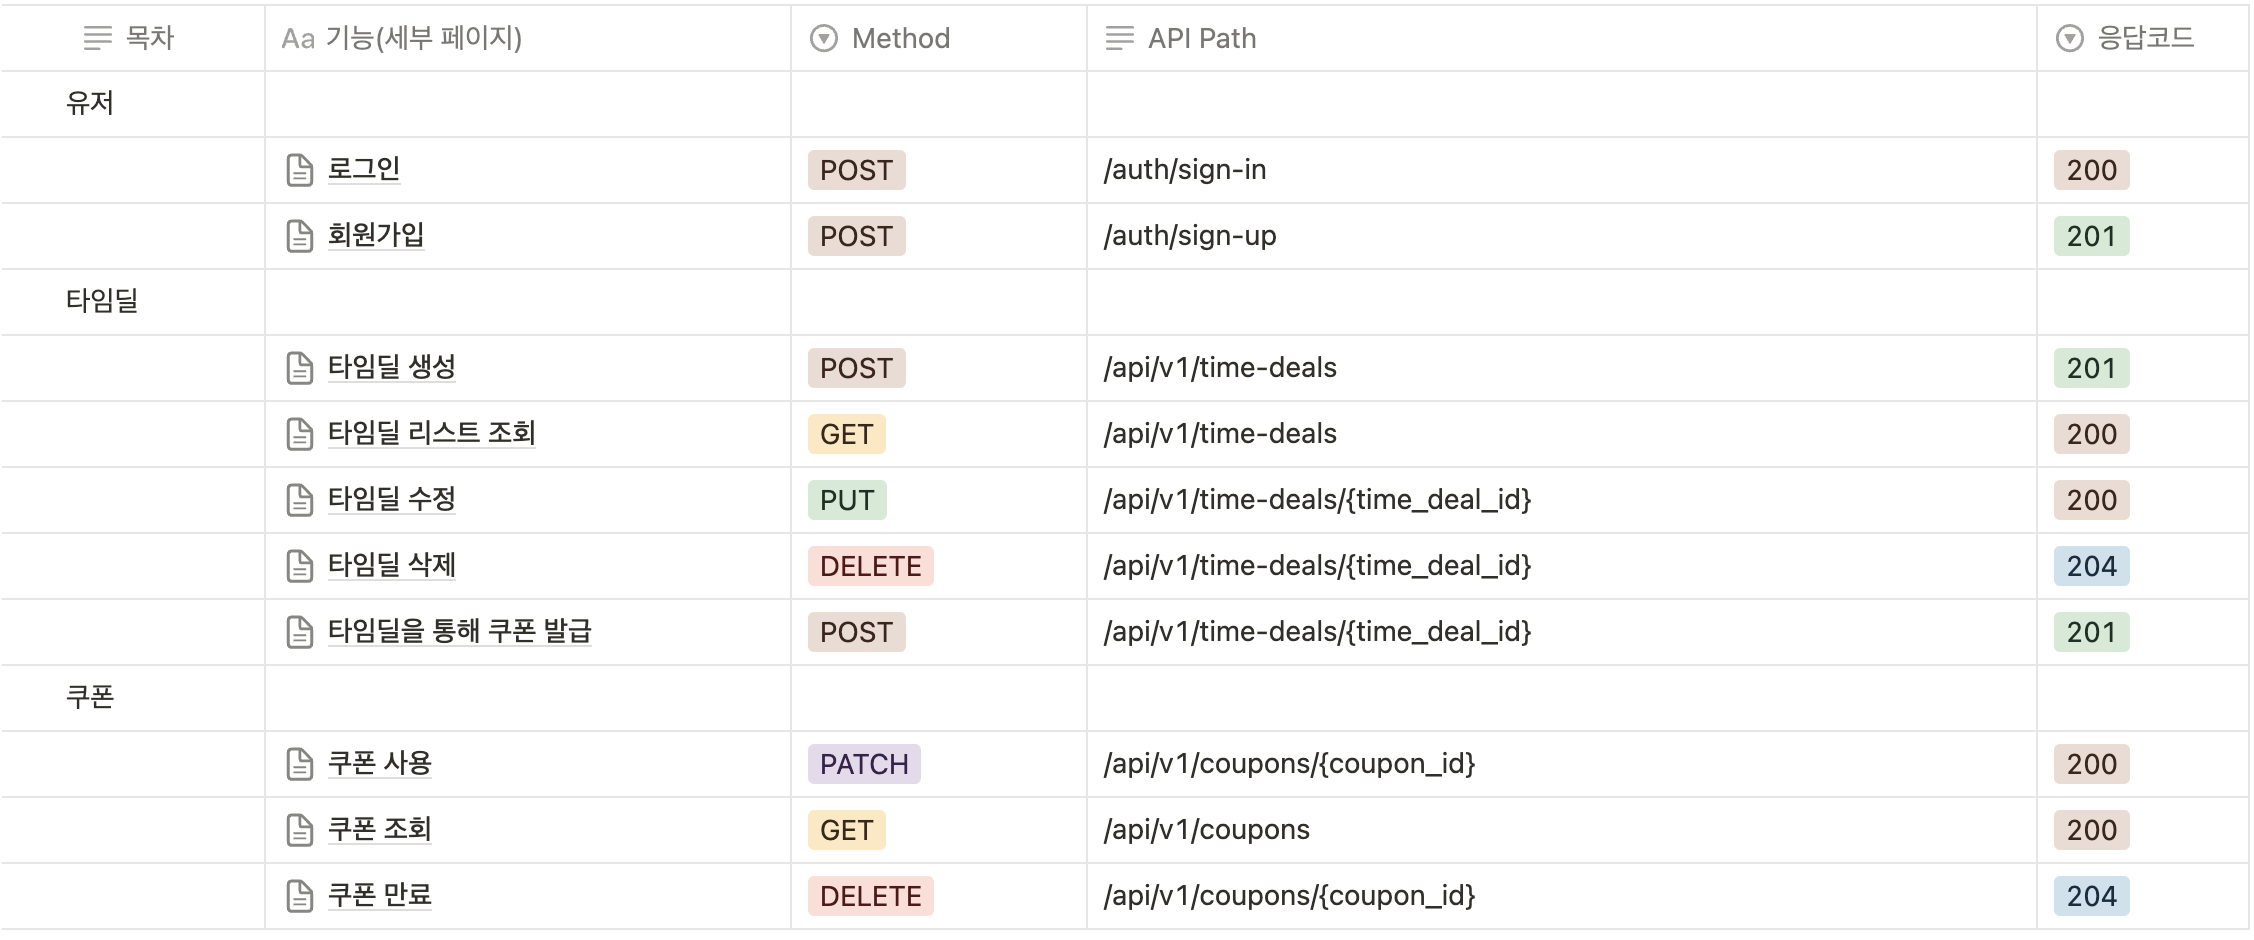 목차 Aa 기능(세부 페이지) Method API Path 응답코드
유저
로그인 POST /auth/sign-in 200
회원가입 POST /auth/sign-up 201
타임딜
타임딜 생성 POST /api/v1/time-deals 201
타임딜 리스트 조회 GET /api/v1/time-deals 200
타임딜 수정 PUT /api/v1/time-deals/{time_deal_id} 200
타임딜 삭제 DELETE /api/v1/time-deals/{time_deal_id} 204
타임딜을 통해 쿠폰 발급 POST /api/v1/time-deals/{time_deal_id} 201
쿠폰
쿠폰 사용 PATCH /api/v1/coupons/{coupon_id} 200
쿠폰 조회 GET /api/v1/coupons 200
쿠폰 만료 DELETE /api/v1/coupons/{coupon_id} 204